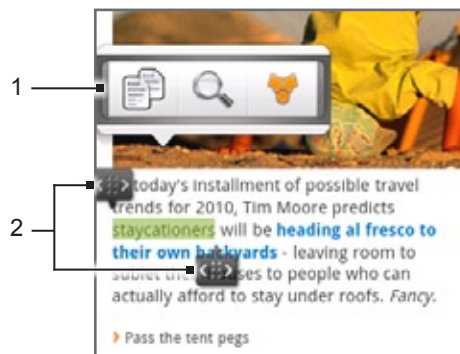 1
2
today's installment of possible travel
trends for 2010, Tim Moore predicts
staycationers will be heading al fresco to
their own backyards - leaving room to
sublet to people who can
actually afford to stay under roofs. Fancy.
Pass the tent pegs